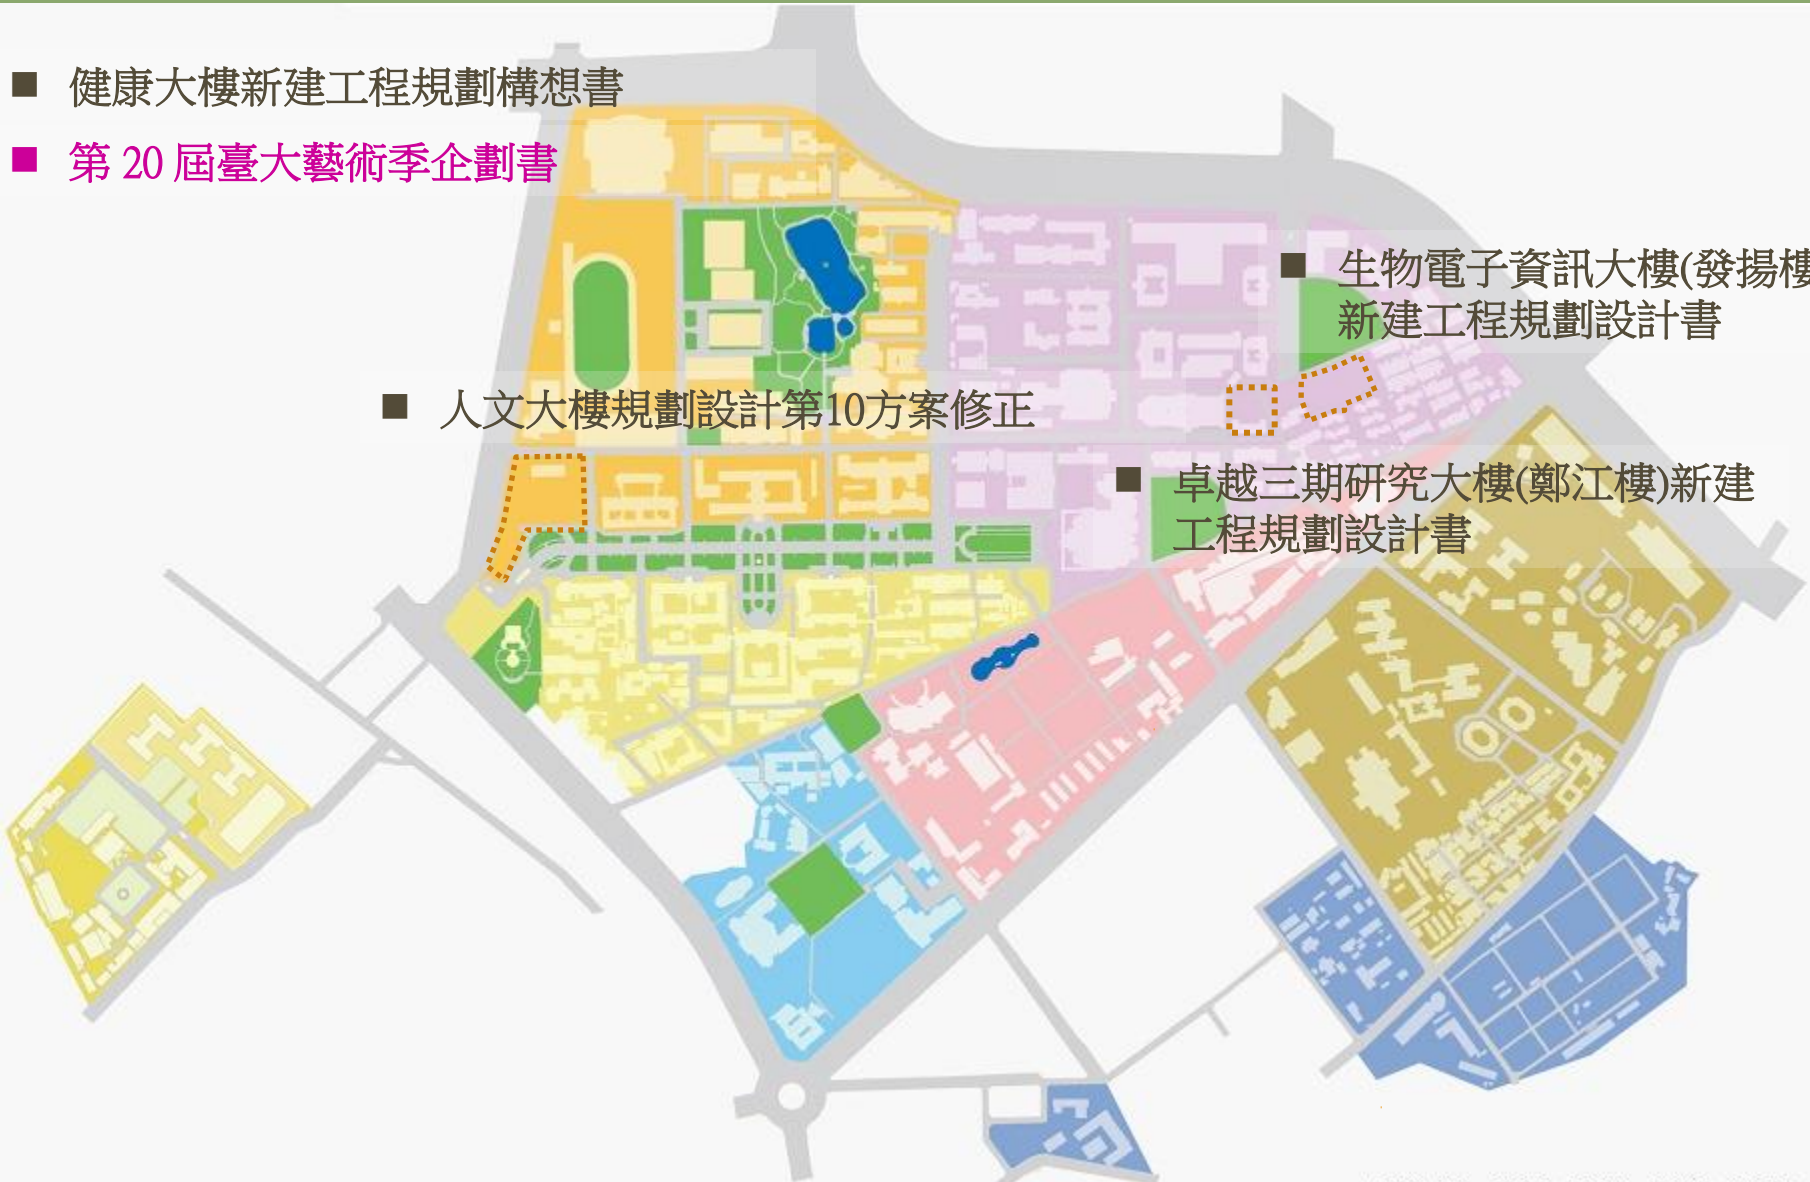 健康大樓新建工程規劃構想書
第 20 屆臺大藝術季企劃書
生物電子資訊大樓(發揚樓
新建工程規劃設計書
人文大樓規劃設計第10方案修正
卓越三期研究大樓(鄭江樓)新建
工程規劃設計書